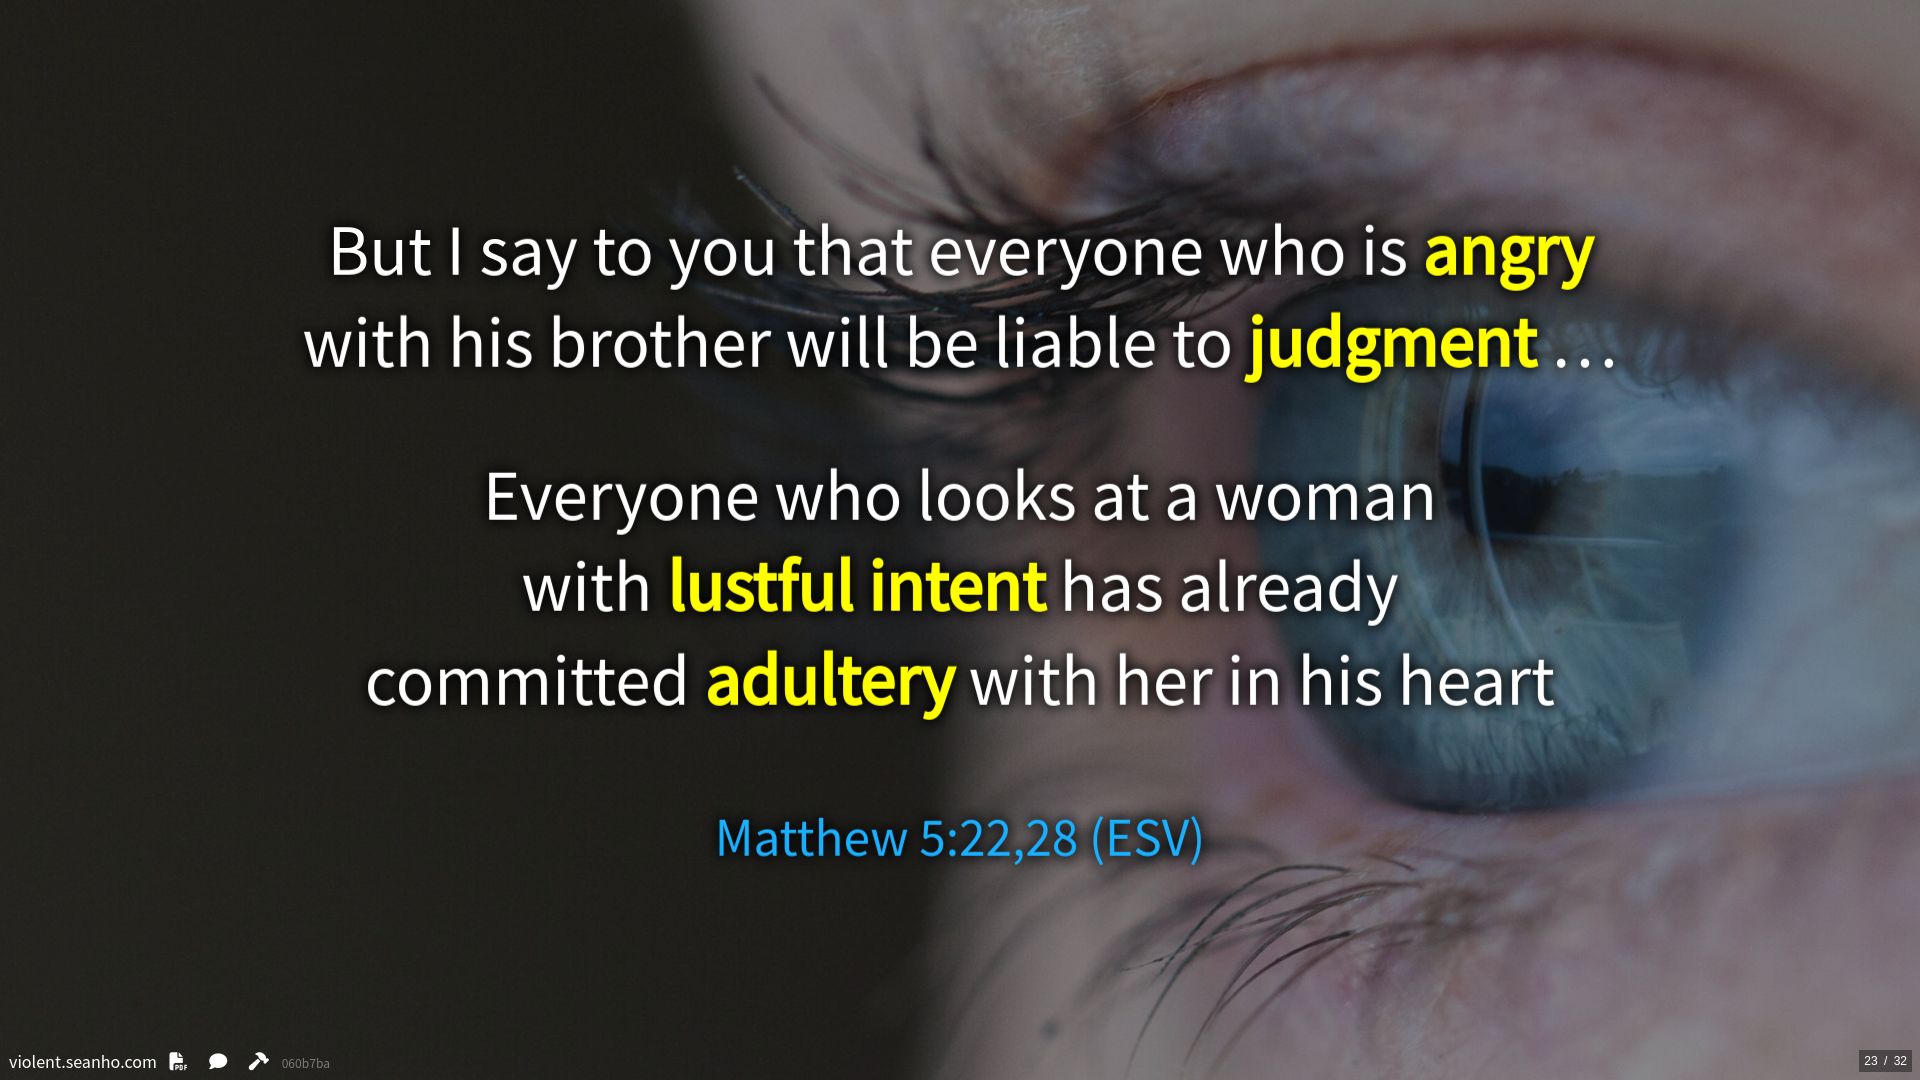 But I say to you that everyone who is angry
with his brother will be liable to judgment …
Everyone who looks at a woman
with lustful intent has already
committed adultery with her in his heart
Matthew 5:22,28 (ESV)
violent.seanho.com PDF 060b7ba
23 / 32